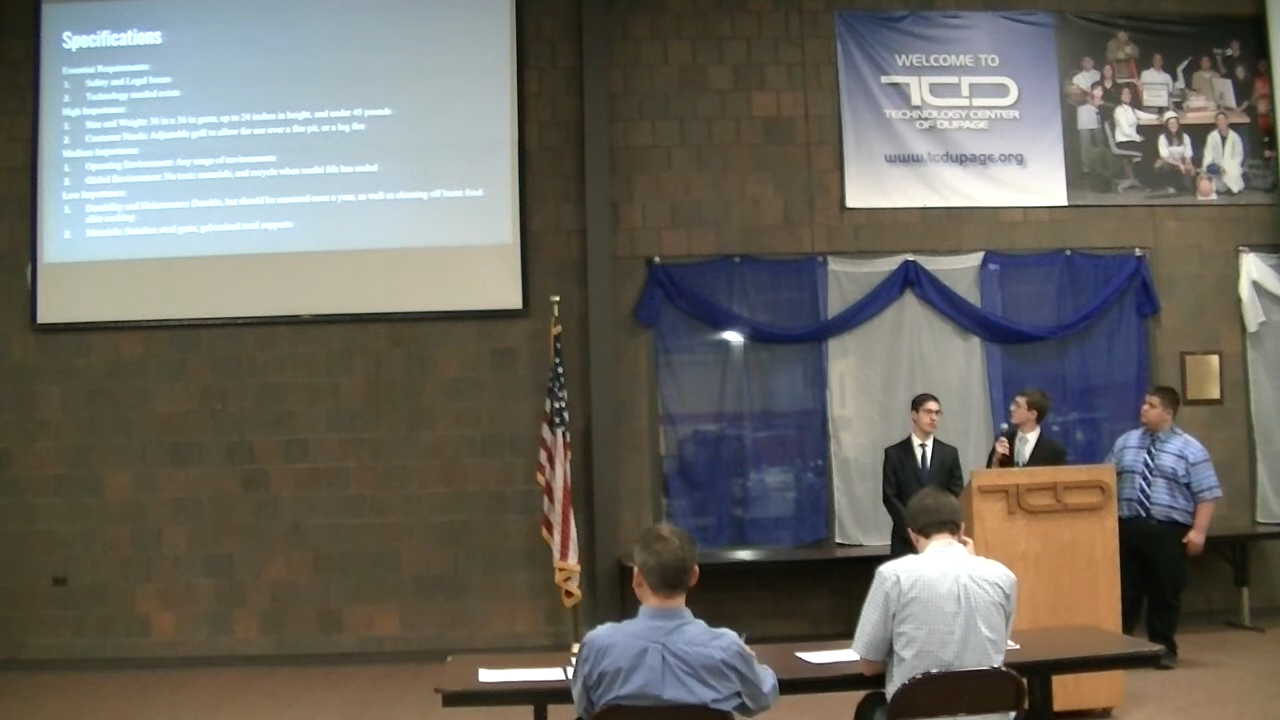 Specifications
Essential Requirements:
1. Safety and Legal Issues
2. Technology needed exists
High Importance:
1. Size and Weight: 36 in x 36 in grate, up to 24 inches in height, and under 45 pounds
2. Customer Needs: Adjustable grill to allow for use over a fire pit, or a log fire
Medium Importance:
1. Operating Environment: Any range of environments
2. Global Environment: No toxic materials, and recycle when useful life has ended
Low Importance:
1. Durability and Maintenance: Durable, but should be seasoned once a year, as well as cleaning off burnt food
after cooking
2. Materials: Stainless steel grate, galvanized steel supports
WELCOME TO
TCD
TECHNOLOGY CENTER
OF DUPAGE
www.tcdupage.org
TCD